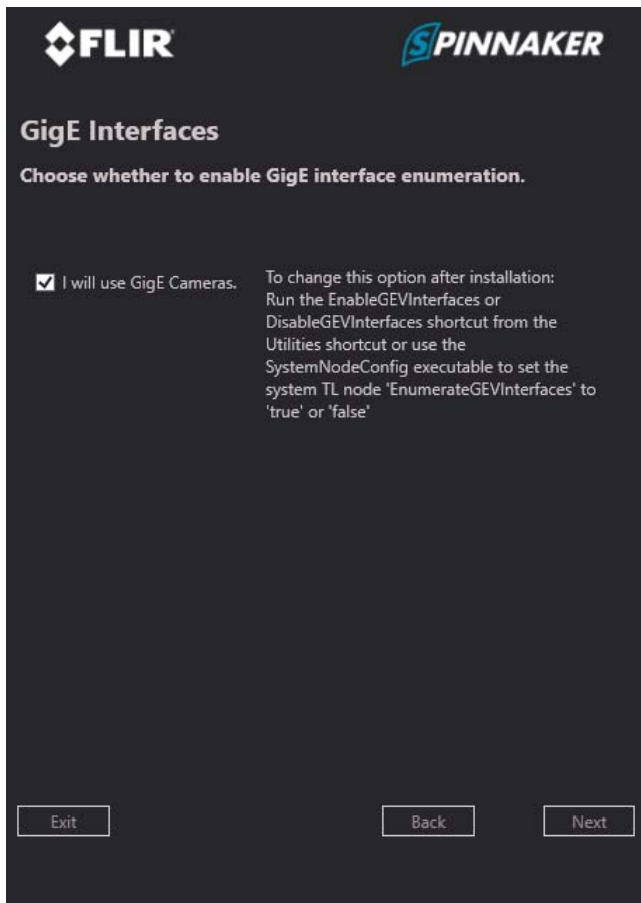 FLIR
SPINNAKER
GigE Interfaces
Choose whether to enable GigE interface enumeration.
I will use GigE Cameras.
To change this option after installation:
Run the EnableGEVInterfaces or
DisableGEVInterfaces shortcut from the
Utilities shortcut or use the
SystemNodeConfig executable to set the
system TL node 'EnumerateGEVInterfaces' to
'true' or 'false'
Exit
Back
Next